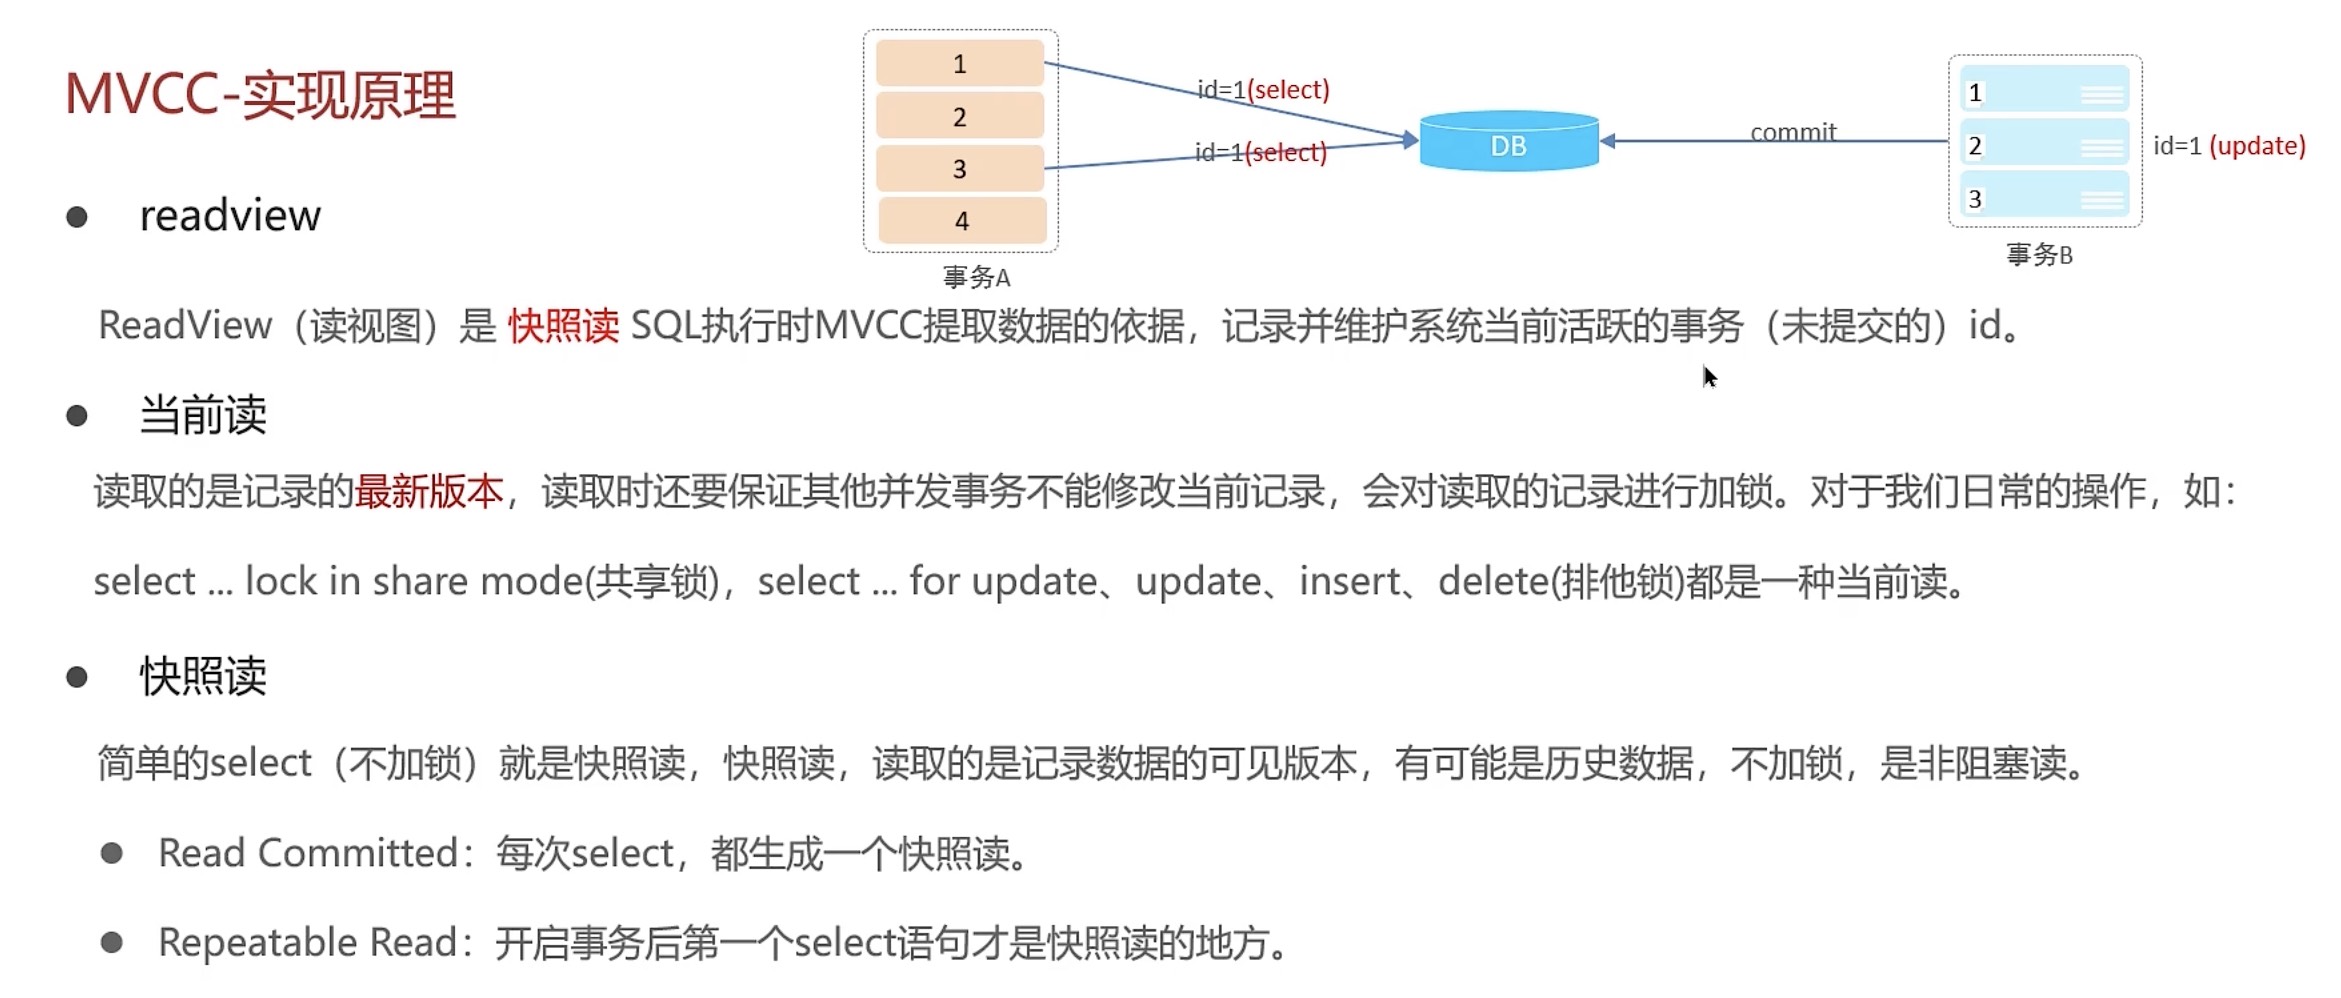 MVCC-实现原理
1
2
3
4
事务A
id=1(select)
id=1(select)
DB
commit
1
2
3
id=1 (update)
事务B
readview
ReadView（读视图）是 快照读 SQL执行时MVCC提取数据的依据，记录并维护系统当前活跃的事务（未提交的）id。
当前读
读取的是记录的最新版本，读取时还要保证其他并发事务不能修改当前记录，会对读取的记录进行加锁。对于我们日常的操作，如：
select ... lock in share mode(共享锁)，select ... for update、update、insert、delete(排他锁)都是一种当前读。
快照读
简单的select（不加锁）就是快照读，快照读，读取的是记录数据的可见版本，有可能是历史数据，不加锁，是非阻塞读。
Read Committed：每次select，都生成一个快照读。
Repeatable Read：开启事务后第一个select语句才是快照读的地方。